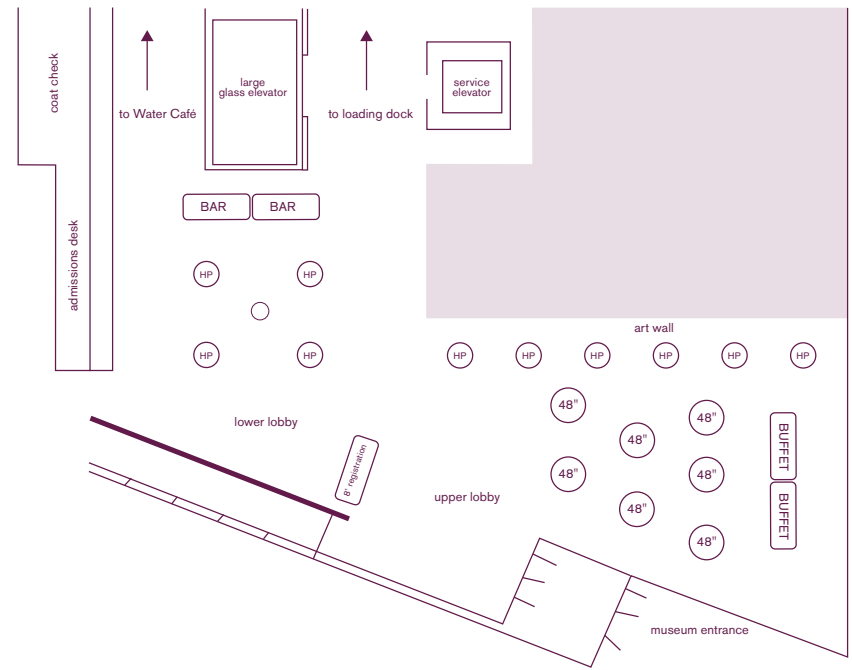 coat check
large
glass elevator
service
elevator
to Water Café
to loading dock
BAR
BAR
admissions desk
HP
HP
art wall
HP
HP
HP
HP
HP
HP
HP
HP
48"
48"
48"
BUFFET
lower lobby
8' registration
48"
48"
upper lobby
48"
BUFFET
48"
museum entrance